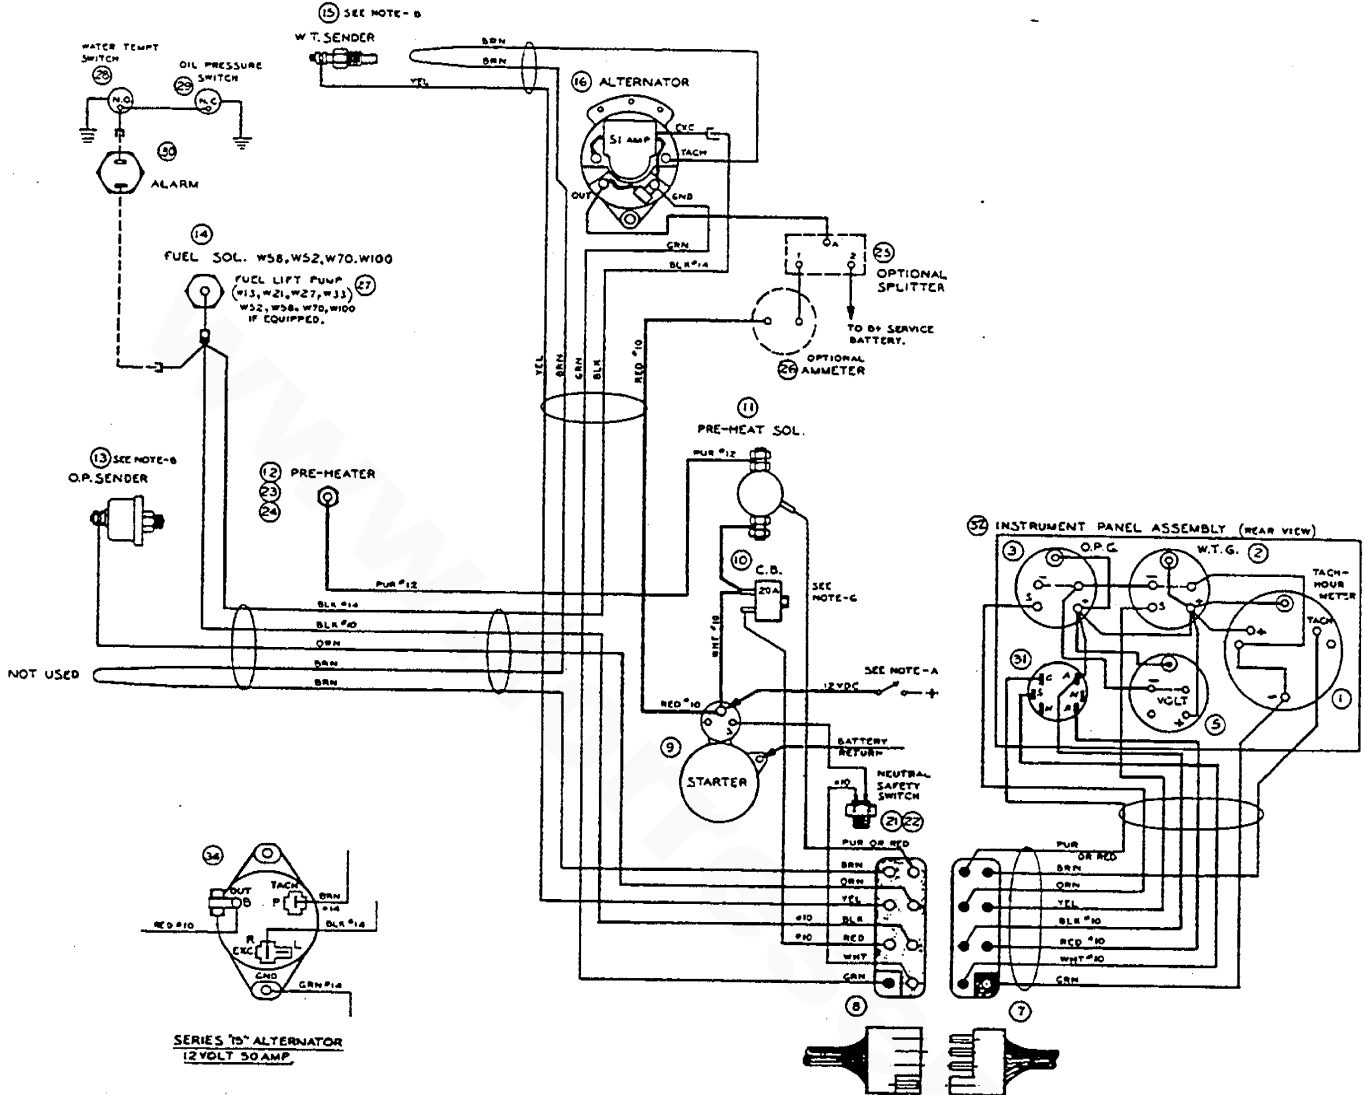 15 SEE NOTE-B
W.T. SENDER
WATER TEMPT
SWITCH
28
OIL PRESSURE
SWITCH
29
N.O.
N.C.
30
ALARM
BRN
BRN
YEL
16 ALTERNATOR
51 AMP
EXC
TACH
OUT
GND
GRN
BLK #14
14
FUEL SOL. W58, W52, W70, W100
FUEL LIFT PUMP
(W13, W21, W27, W33)
W52, W58, W70, W100
IF EQUIPPED.
27
A
1
2
25
OPTIONAL
SPLITTER
TO B+ SERVICE
BATTERY.
OPTIONAL
26 AMMETER
YEL
BRN
GRN
BLK
RED #10
11
PRE-HEAT SOL.
PUR #12
13 SEE NOTE-B
O.P. SENDER
12 PRE-HEATER
23
24
PUR #12
BLK #14
BLK #10
ORN
BRN
BRN
NOT USED
10
C.B.
20A
SEE
NOTE-C
WHT #10
SEE NOTE-A
12VDC
- +
RED #10
S
9
STARTER
BATTERY
RETURN
#10
NEUTRAL
SAFETY
SWITCH
21 22
32 INSTRUMENT PANEL ASSEMBLY (REAR VIEW)
3
O.P.G.
W.T.G.
2
TACH-
HOUR
METER
TACH
S
S
31
VOLT
5
1
PUR OR RED
BRN
ORN
YEL
#10 BLK
#10 RED
WHT
GRN
8
PUR
OR RED
BRN
ORN
YEL
BLK #10
RED #10
WHT #10
GRN
7
34
OUT
B
TACH
P
BRN
#14
RED #10
R
EXC
L
BLK #14
GND
GRN #14
SERIES "15" ALTERNATOR
12 VOLT 50 AMP.